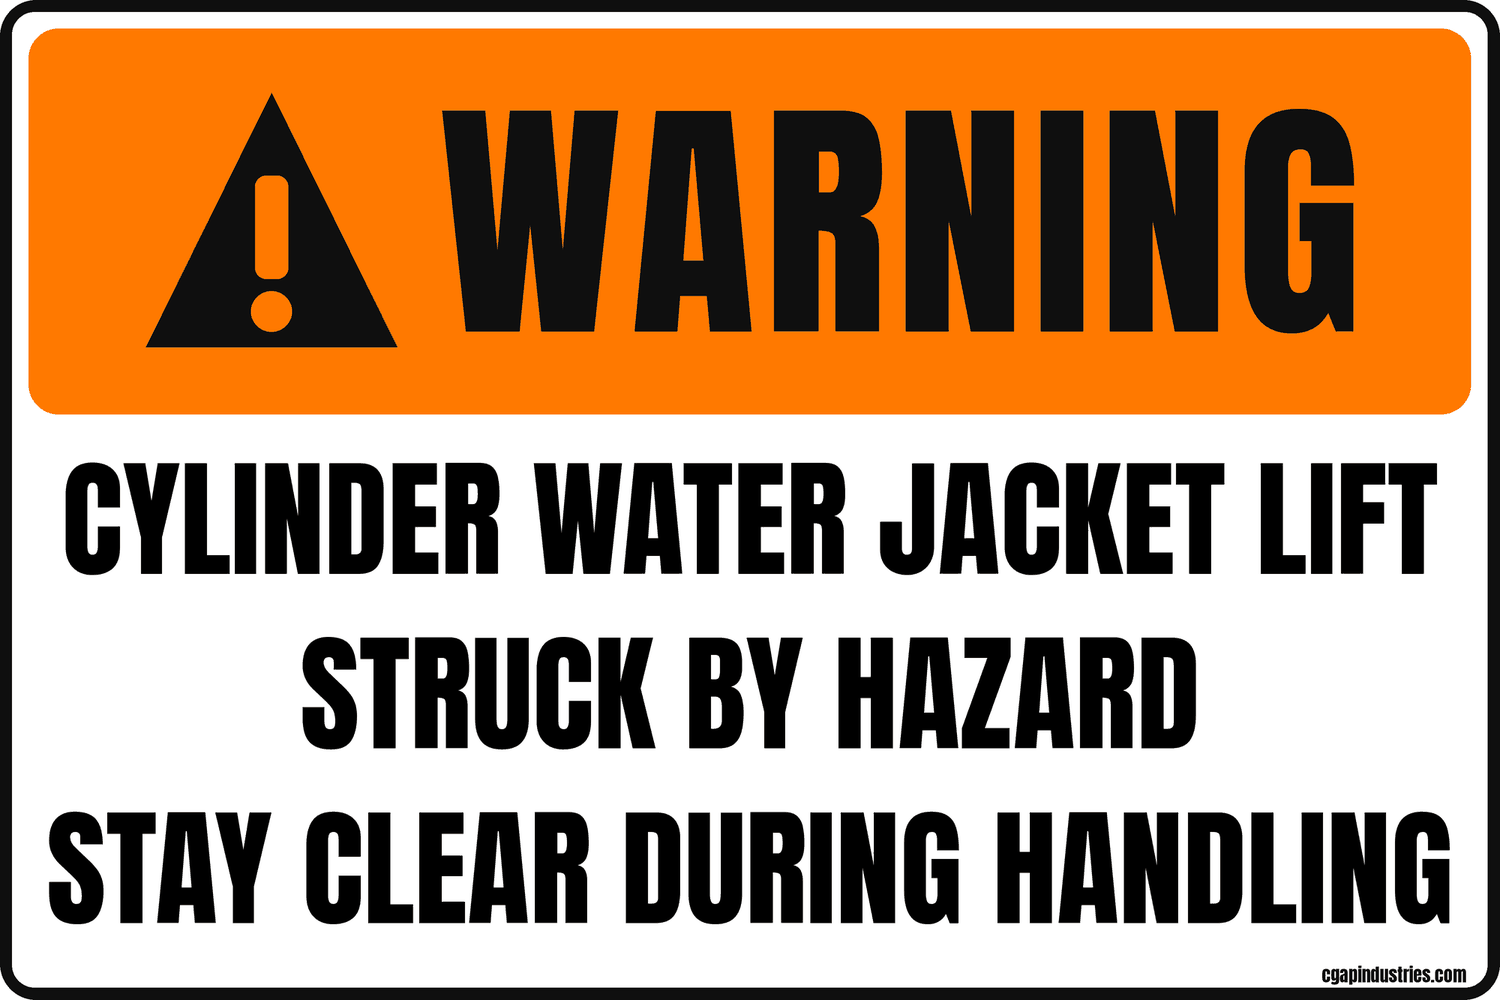 WARNING
CYLINDER WATER JACKET LIFT
STRUCK BY HAZARD
STAY CLEAR DURING HANDLING
cgapindustries.com